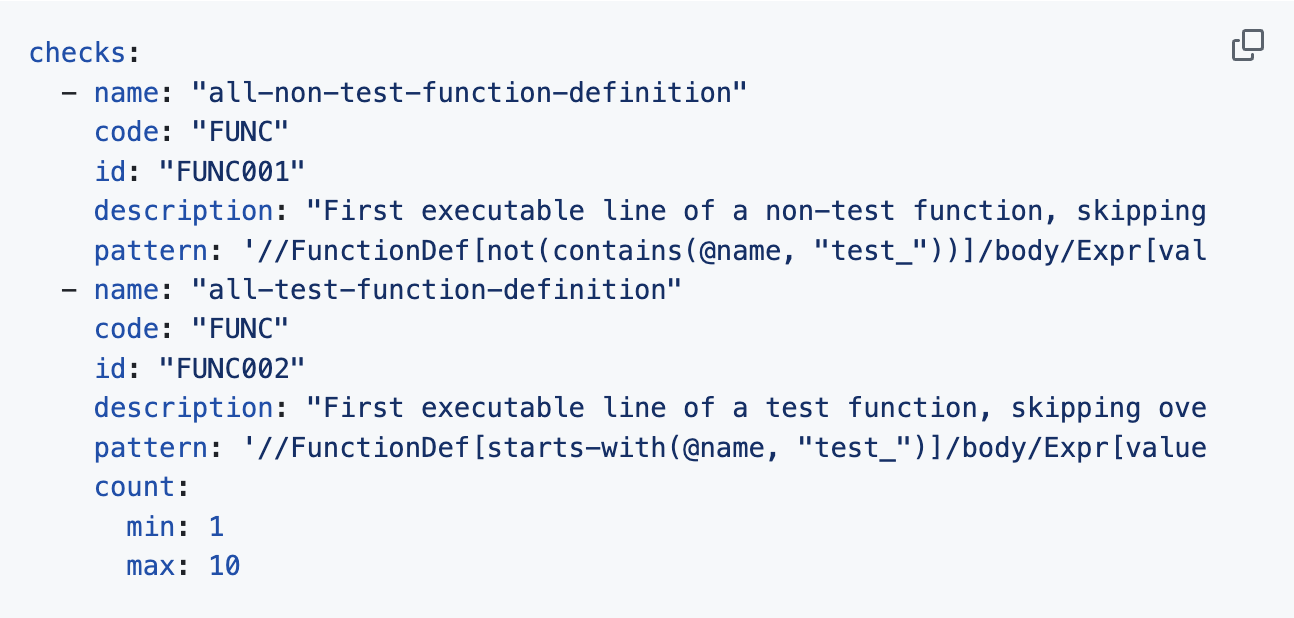 checks:
  - name: "all-non-test-function-definition"
    code: "FUNC"
    id: "FUNC001"
    description: "First executable line of a non-test function, skipping
    pattern: '//FunctionDef[not(contains(@name, "test_"))]/body/Expr[val
  - name: "all-test-function-definition"
    code: "FUNC"
    id: "FUNC002"
    description: "First executable line of a test function, skipping ove
    pattern: '//FunctionDef[starts-with(@name, "test_")]/body/Expr[value
    count:
      min: 1
      max: 10